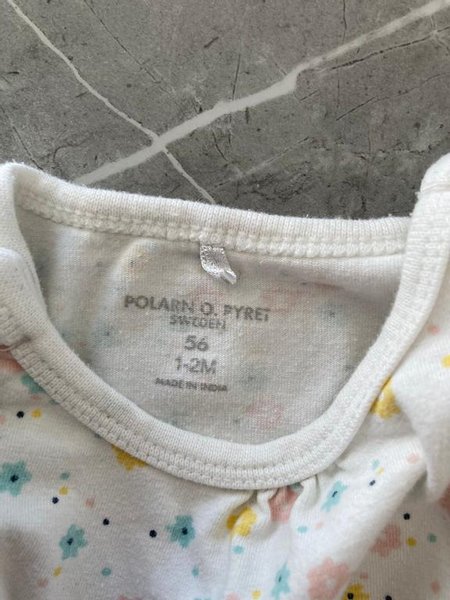 POLARN O. PYRET
SWEDEN
56
1-2M
MADE IN INDIA